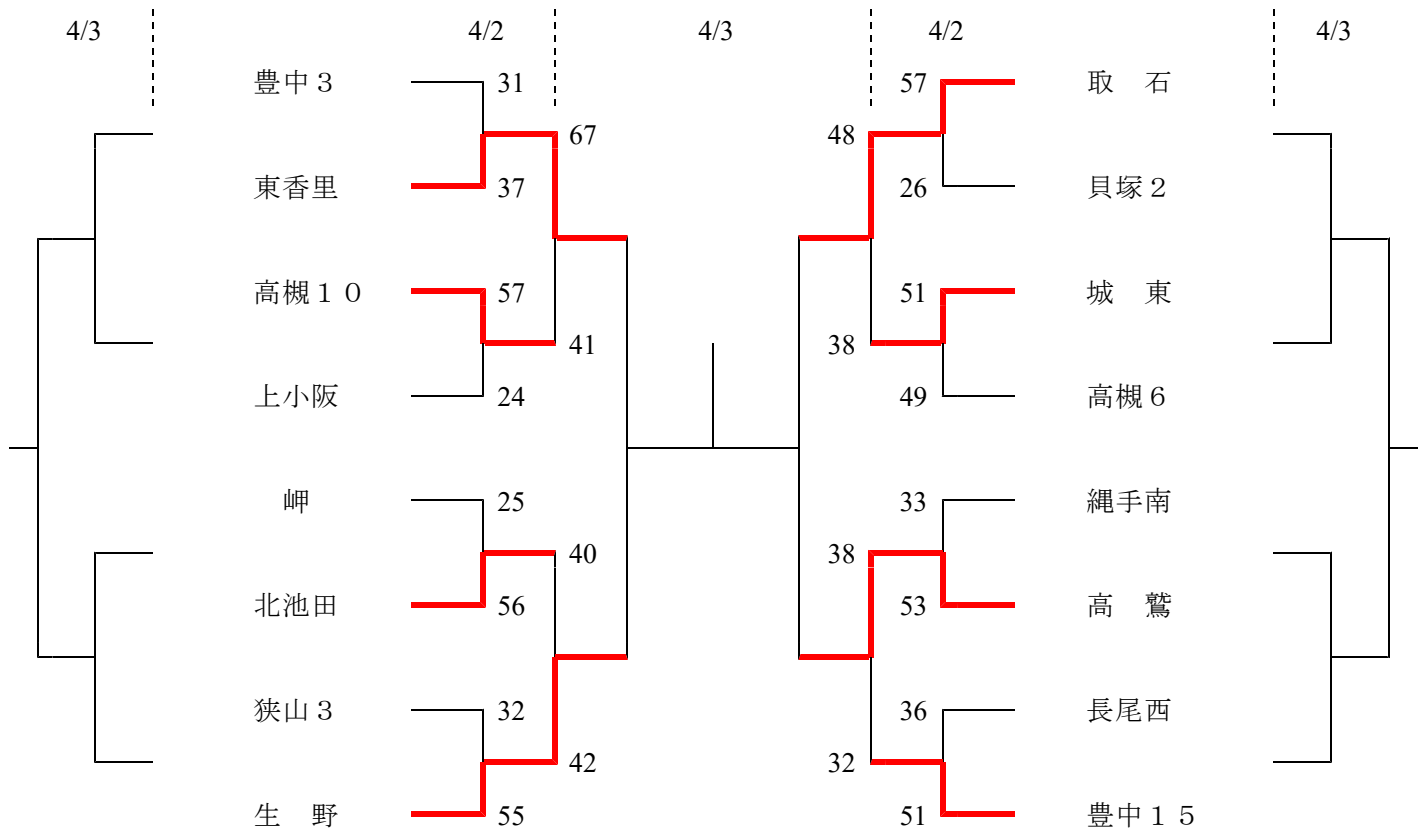 4/3 4/2 4/3 4/2 4/3
豊中３ 31 57 取　石
67 48
東香里 37 26 貝塚２
高槻１０ 57 51 城　東
41 38
上小阪 24 49 高槻６
岬 25 33 縄手南
40 38
北池田 56 53 高　鷲
狭山３ 32 36 長尾西
42 32
生　野 55 51 豊中１５